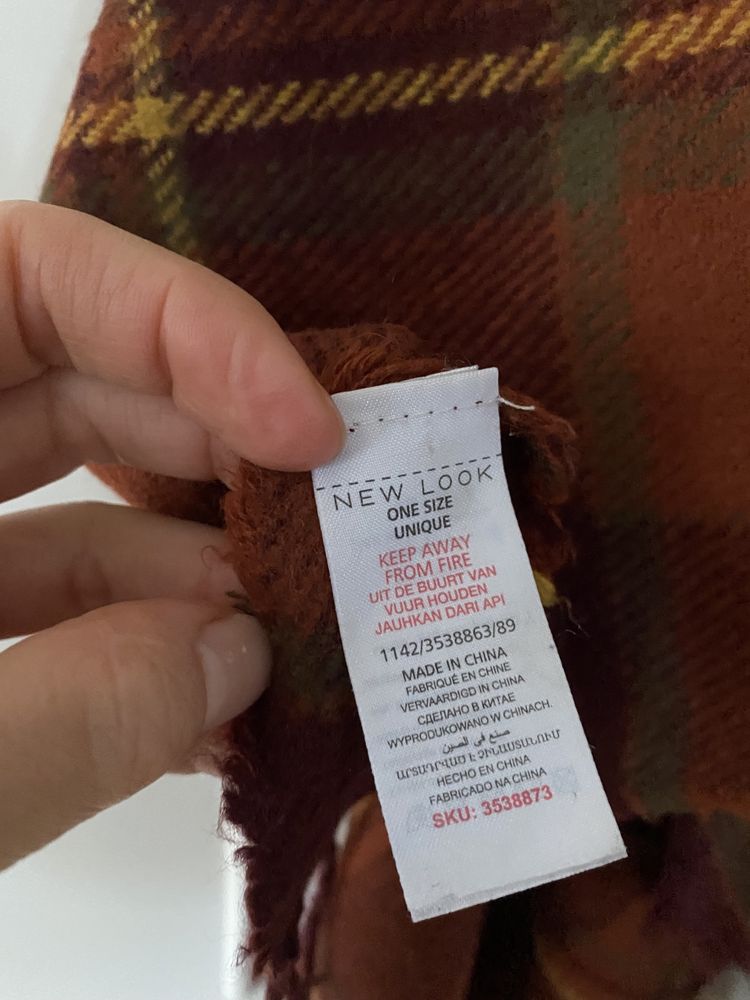 NEW LOOK
ONE SIZE
UNIQUE
KEEP AWAY
FROM FIRE
UIT DE BUURT VAN
VUUR HOUDEN
JAUHKAN DARI API
1142/3538863/89
MADE IN CHINA
FABRIQUÉ EN CHINE
VERVAARDIGD IN CHINA
СДЕЛАНО В КИТАЕ
WYPRODUKOWANO W CHINACH.
صنع في الصين
ԱՐՏԱԴՐՎԱԾ Է ՉԻՆԱՍՏԱՆՈՒՄ
HECHO EN CHINA
FABRICADO NA CHINA
SKU: 3538873